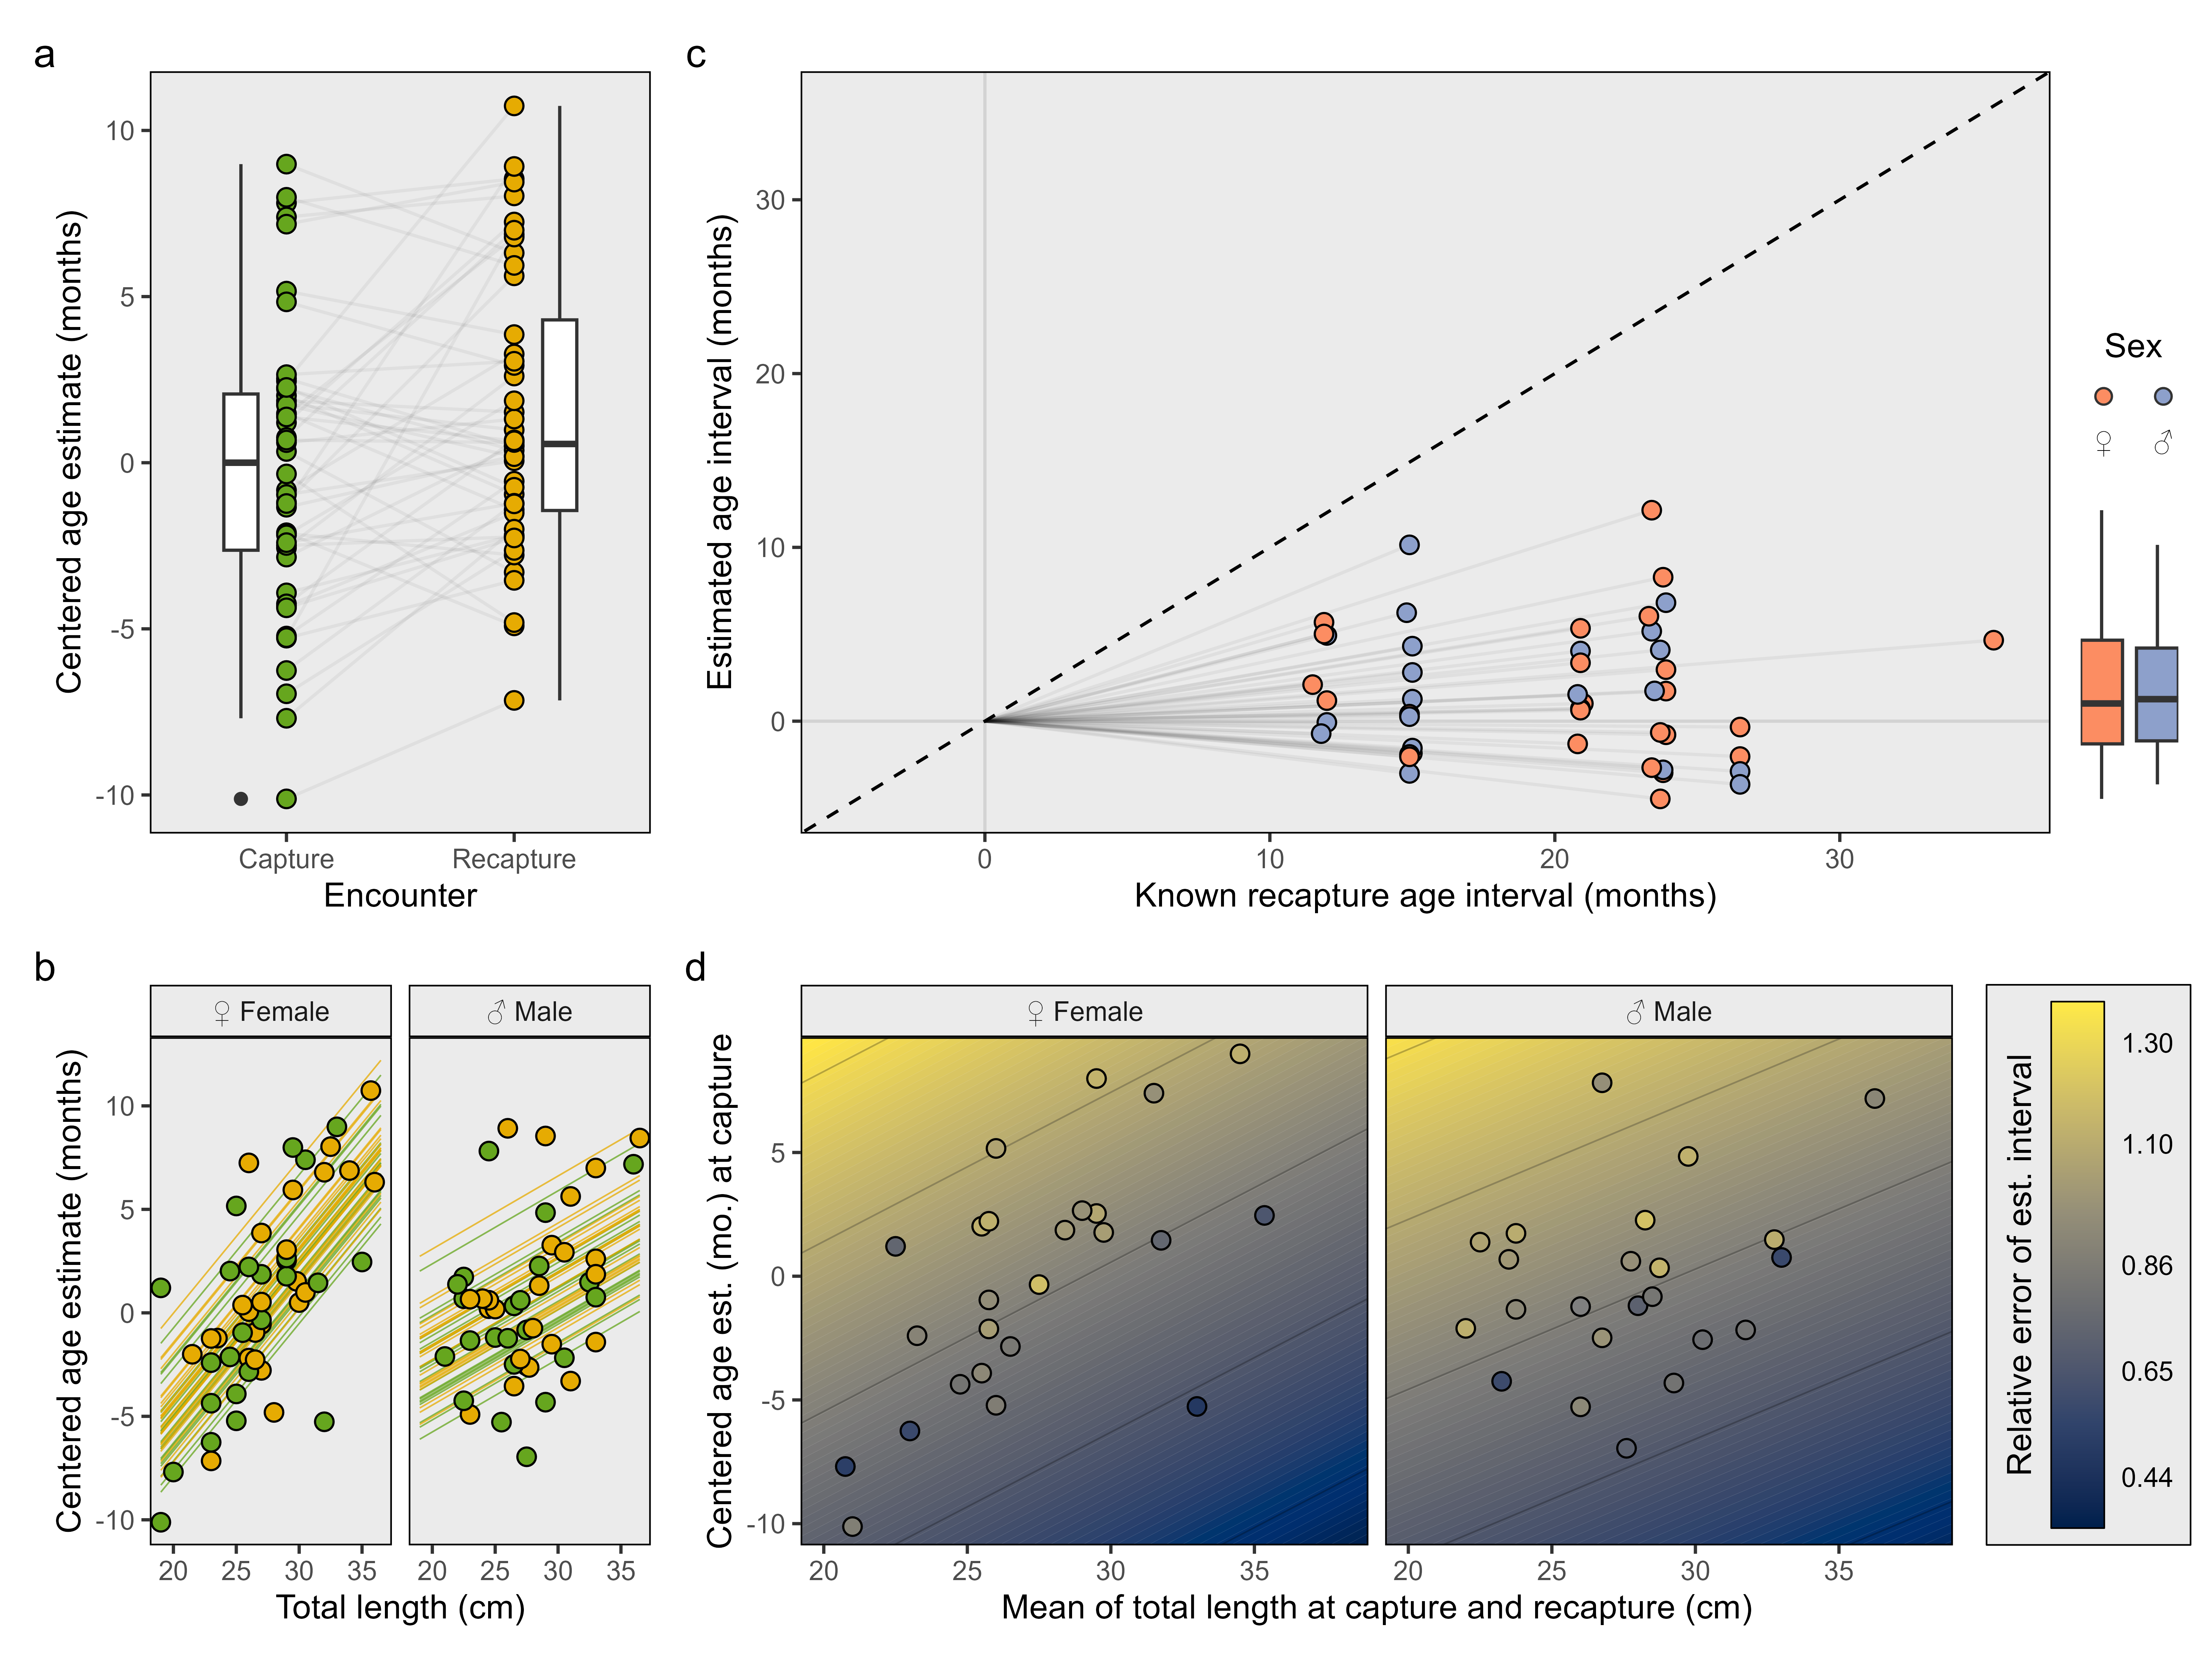 a
Centered age estimate (months)
10
5
0
-5
-10
Capture
Recapture
Encounter
c
Estimated age interval (months)
30
20
10
0
0
10
20
30
Known recapture age interval (months)
Sex
♀
♂
b
Centered age estimate (months)
♀ Female
♂ Male
10
5
0
-5
-10
20
25
30
35
20
25
30
35
Total length (cm)
d
Centered age est. (mo.) at capture
♀ Female
♂ Male
5
0
-5
-10
20
25
30
35
20
25
30
35
Mean of total length at capture and recapture (cm)
Relative error of est. interval
1.30
1.10
0.86
0.65
0.44